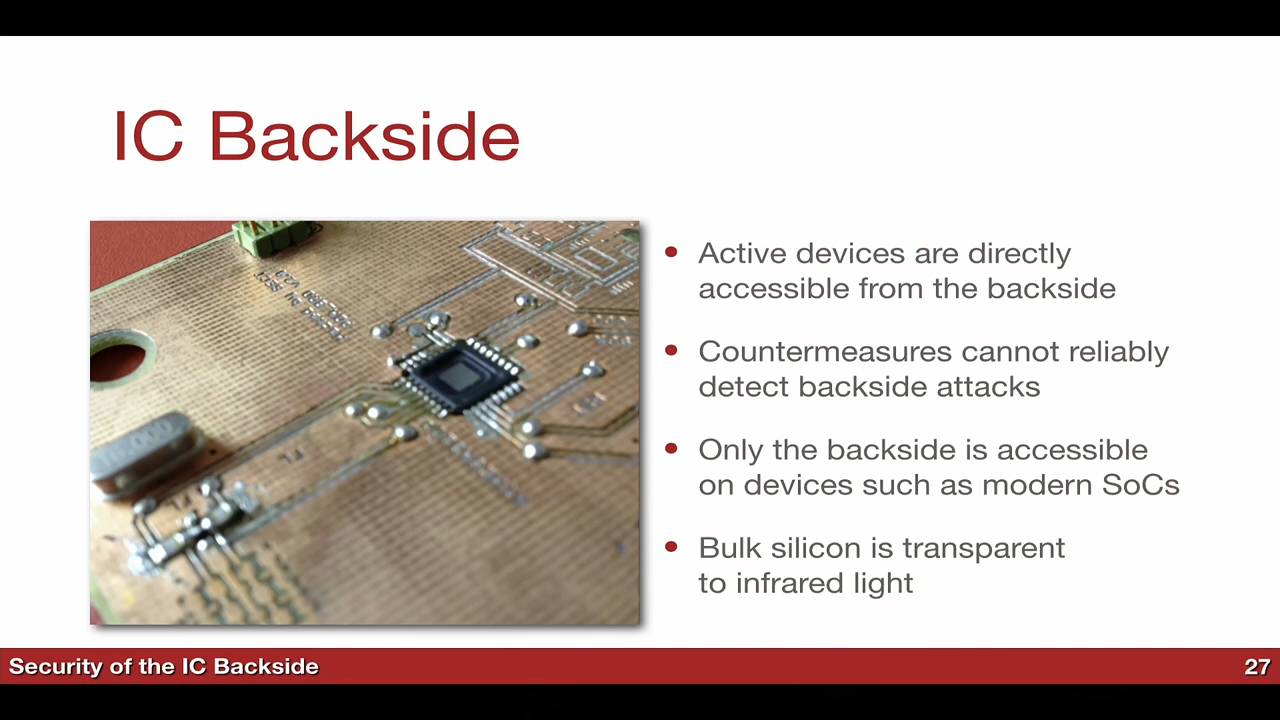 IC Backside
Active devices are directly
accessible from the backside
Countermeasures cannot reliably
detect backside attacks
Only the backside is accessible
on devices such as modern SoCs
Bulk silicon is transparent
to infrared light
Security of the IC Backside
27